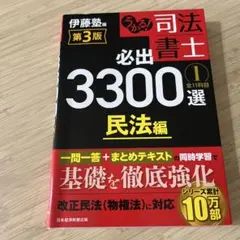 伊藤塾編
第3版
うかる!
司法書士
必出
3300選
1
全11科目
民法編
一問一答+まとめテキストの同時学習で
基礎を徹底強化
改正民法(物権法)に対応
シリーズ累計
10万部
日本経済新聞出版